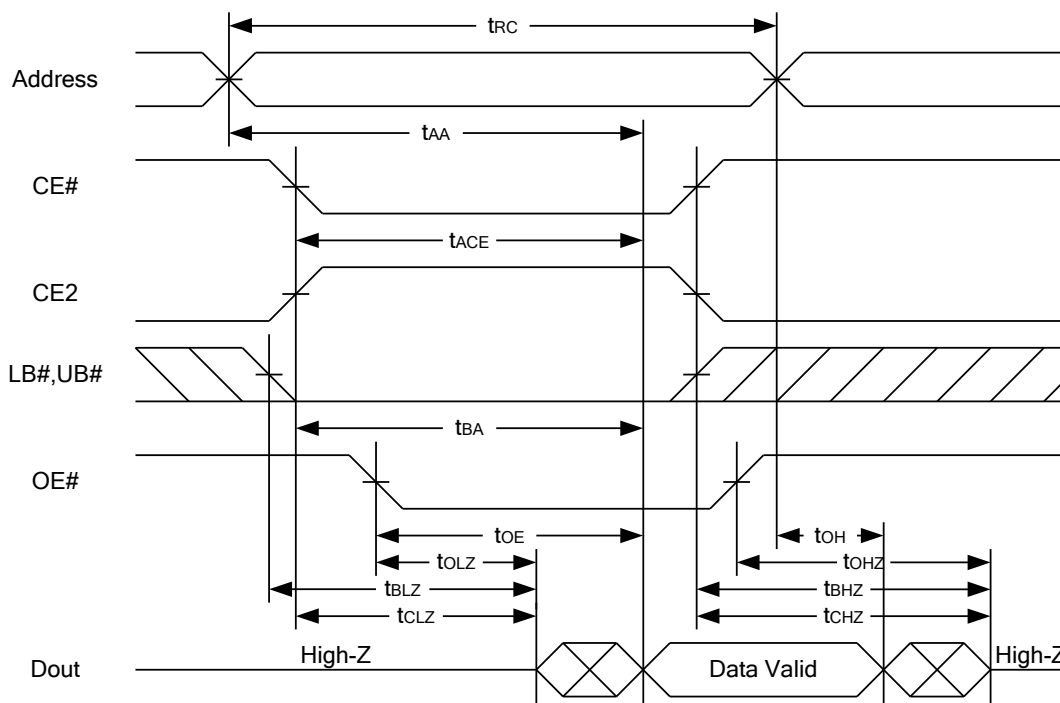 tRC
Address
tAA
CE#
tACE
CE2
LB#,UB#
tBA
OE#
tOE
tOH
tOLZ
tOHZ
tBLZ
tBHZ
tCLZ
tCHZ
Dout
High-Z
Data Valid
High-Z